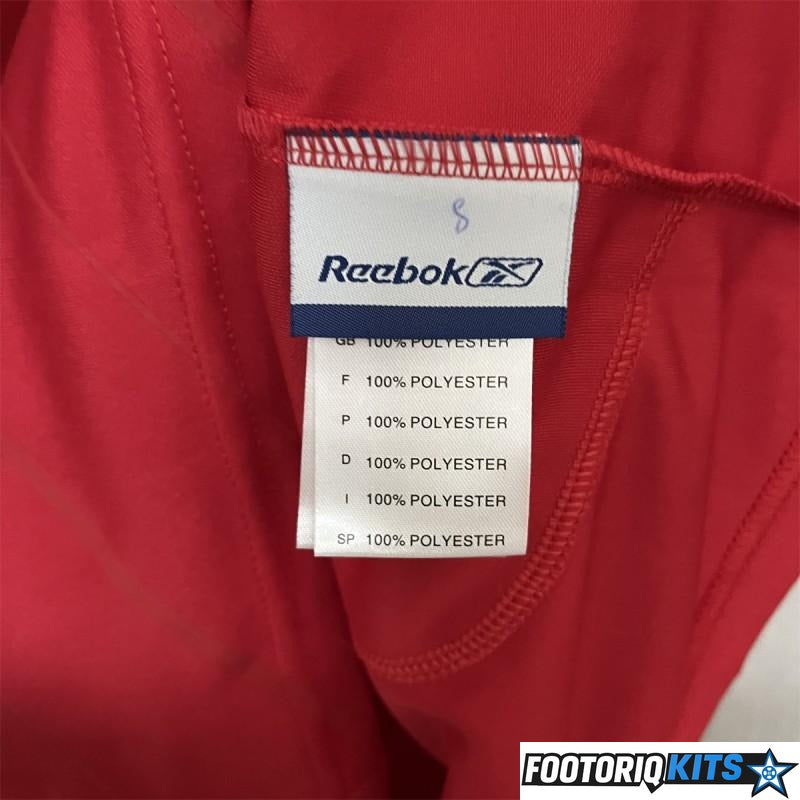 8
Reebok
GB 100% POLYESTER
F 100% POLYESTER
P 100% POLYESTER
D 100% POLYESTER
I 100% POLYESTER
SP 100% POLYESTER
FOOTORIQKITS